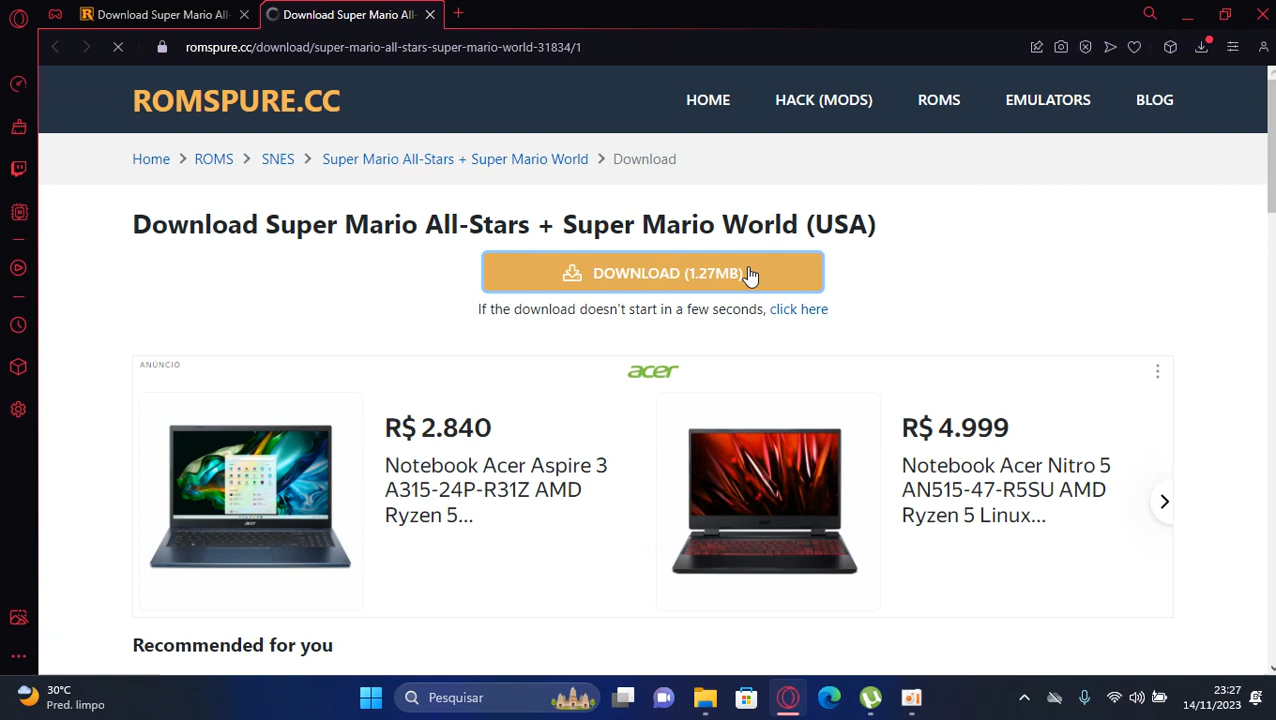 Download Super Mario All-
Download Super Mario All-
romspure.cc/download/super-mario-all-stars-super-mario-world-31834/1
ROMSPURE.CC
HOME
HACK (MODS)
ROMS
EMULATORS
BLOG
Home > ROMS > SNES > Super Mario All-Stars + Super Mario World > Download
Download Super Mario All-Stars + Super Mario World (USA)
DOWNLOAD (1.27MB)
If the download doesn't start in a few seconds, click here
ANÚNCIO
acer
R$ 2.840
Notebook Acer Aspire 3
A315-24P-R31Z AMD
Ryzen 5...
R$ 4.999
Notebook Acer Nitro 5
AN515-47-R5SU AMD
Ryzen 5 Linux...
Recommended for you
30°C
Pred. limpo
Pesquisar
23:27
14/11/2023